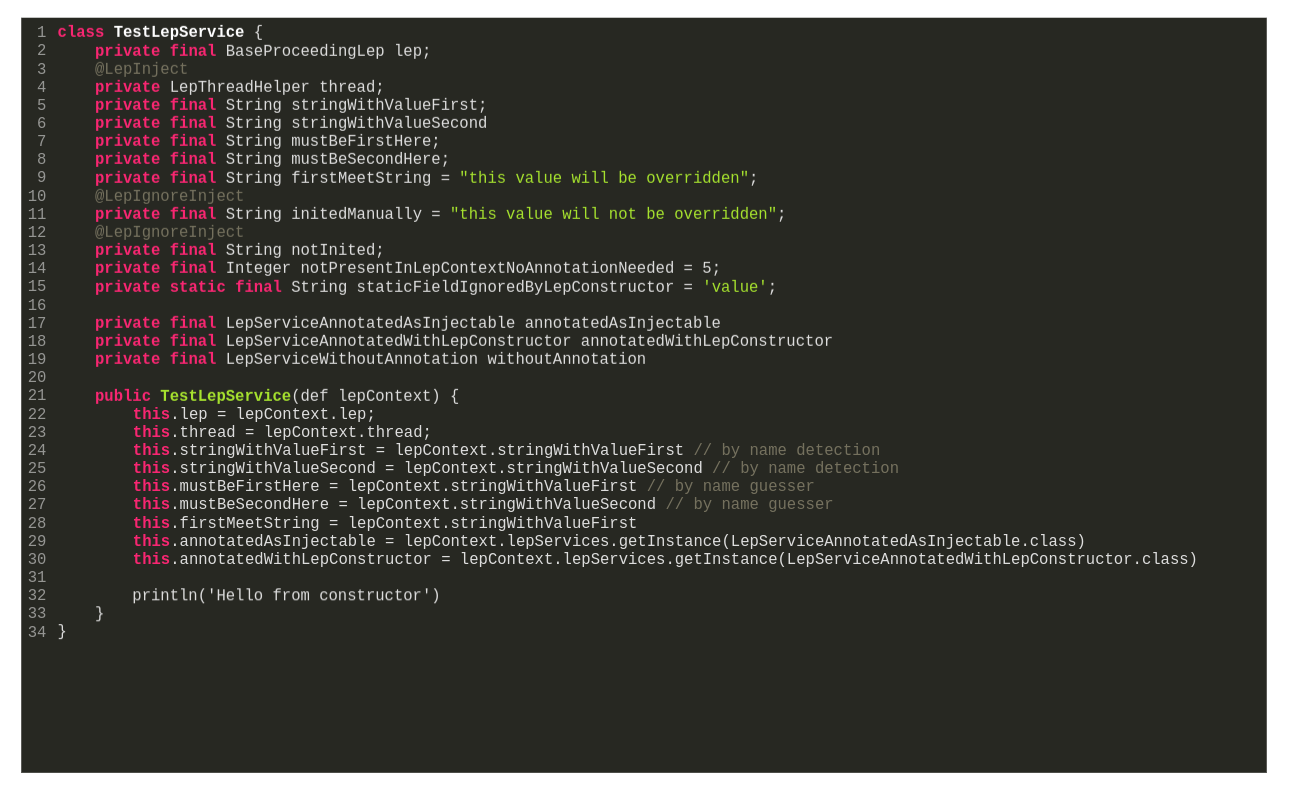 1 class TestLepService {
2     private final BaseProceedingLep lep;
3     @LepInject
4     private LepThreadHelper thread;
5     private final String stringWithValueFirst;
6     private final String stringWithValueSecond
7     private final String mustBeFirstHere;
8     private final String mustBeSecondHere;
9     private final String firstMeetString = "this value will be overridden";
10     @LepIgnoreInject
11     private final String initedManually = "this value will not be overridden";
12     @LepIgnoreInject
13     private final String notInited;
14     private final Integer notPresentInLepContextNoAnnotationNeeded = 5;
15     private static final String staticFieldIgnoredByLepConstructor = 'value';
16
17     private final LepServiceAnnotatedAsInjectable annotatedAsInjectable
18     private final LepServiceAnnotatedWithLepConstructor annotatedWithLepConstructor
19     private final LepServiceWithoutAnnotation withoutAnnotation
20
21     public TestLepService(def lepContext) {
22         this.lep = lepContext.lep;
23         this.thread = lepContext.thread;
24         this.stringWithValueFirst = lepContext.stringWithValueFirst // by name detection
25         this.stringWithValueSecond = lepContext.stringWithValueSecond // by name detection
26         this.mustBeFirstHere = lepContext.stringWithValueFirst // by name guesser
27         this.mustBeSecondHere = lepContext.stringWithValueSecond // by name guesser
28         this.firstMeetString = lepContext.stringWithValueFirst
29         this.annotatedAsInjectable = lepContext.lepServices.getInstance(LepServiceAnnotatedAsInjectable.class)
30         this.annotatedWithLepConstructor = lepContext.lepServices.getInstance(LepServiceAnnotatedWithLepConstructor.class)
31
32         println('Hello from constructor')
33     }
34 }